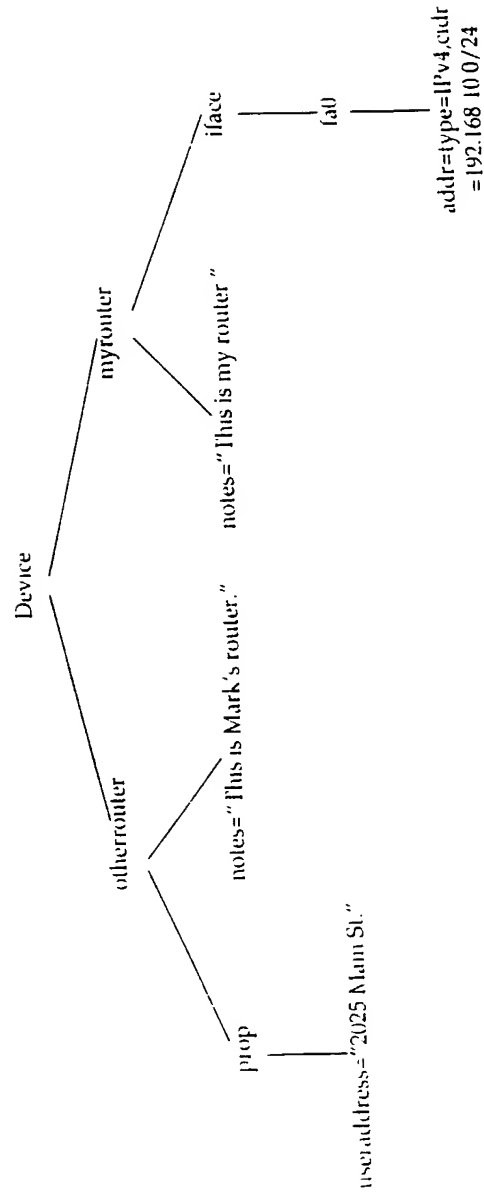 Device
otherrouter
myrouter
prop
notes="This is Mark's router."
notes="This is my router"
iface
useraddress="2025 Main St."
fa0
addr=type=IPv4,cidr
=192.168 10 0/24